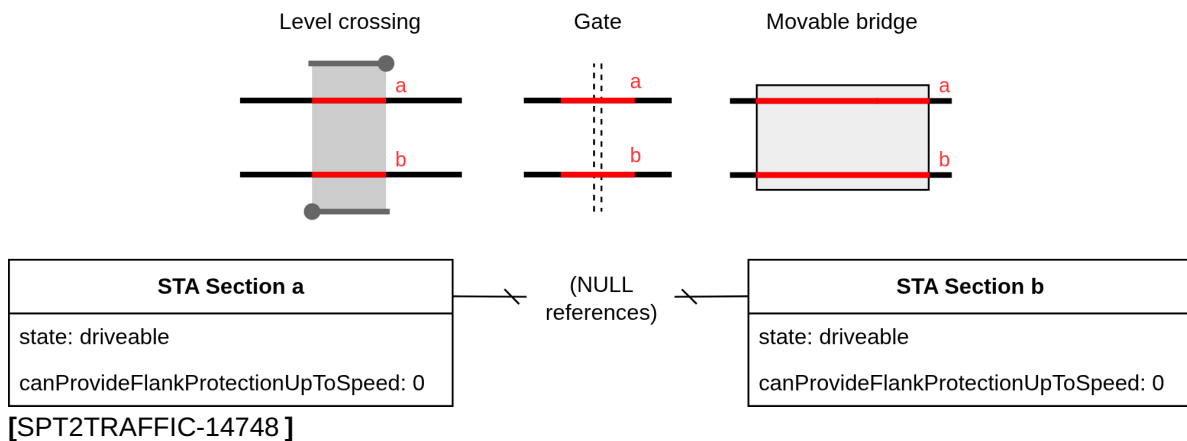 Level crossing
Gate
Movable bridge
a
a
a
b
b
b
STA Section a
(NULL
references)
STA Section b
state: driveable
state: driveable
canProvideFlankProtectionUpToSpeed: 0
canProvideFlankProtectionUpToSpeed: 0
[SPT2TRAFFIC-14748 ]